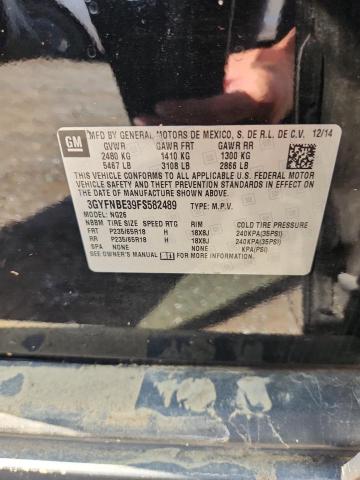 GM
MFD BY GENERAL MOTORS DE MEXICO, S. DE R.L. DE C.V. 12/14
GVWR GAWR FRT GAWR RR
2480 KG 1410 KG 1300 KG
5467 LB 3108 LB 2866 LB
THIS VEHICLE CONFORMS TO ALL APPLICABLE U.S. FEDERAL
MOTOR VEHICLE SAFETY AND THEFT PREVENTION STANDARDS
IN EFFECT ON THE DATE OF MANUFACTURE SHOWN ABOVE.
3GYFNBE39FS582489 TYPE: M.P.V.
MODEL: NG26
NBBM TIRE SIZE SPEED RTG RIM COLD TIRE PRESSURE
FRT P235/65R18 H 18X8J 240KPA(35PSI)
RR P235/65R18 H 18X8J 240KPA(35PSI)
SPA NONE NONE KPA(PSI)
SEE OWNER'S MANUAL FOR MORE INFORMATION.